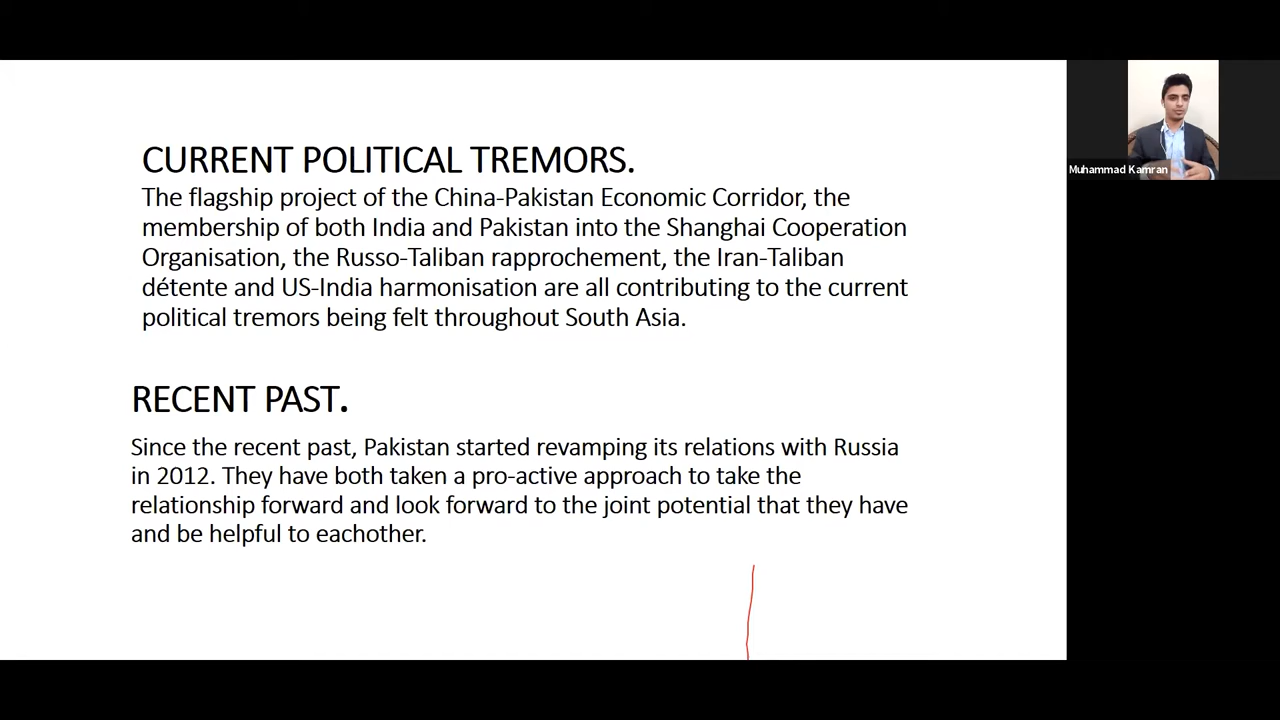 CURRENT POLITICAL TREMORS.
The flagship project of the China-Pakistan Economic Corridor, the
membership of both India and Pakistan into the Shanghai Cooperation
Organisation, the Russo-Taliban rapprochement, the Iran-Taliban
détente and US-India harmonisation are all contributing to the current
political tremors being felt throughout South Asia.
RECENT PAST.
Since the recent past, Pakistan started revamping its relations with Russia
in 2012. They have both taken a pro-active approach to take the
relationship forward and look forward to the joint potential that they have
and be helpful to eachother.
Muhammad Kamran